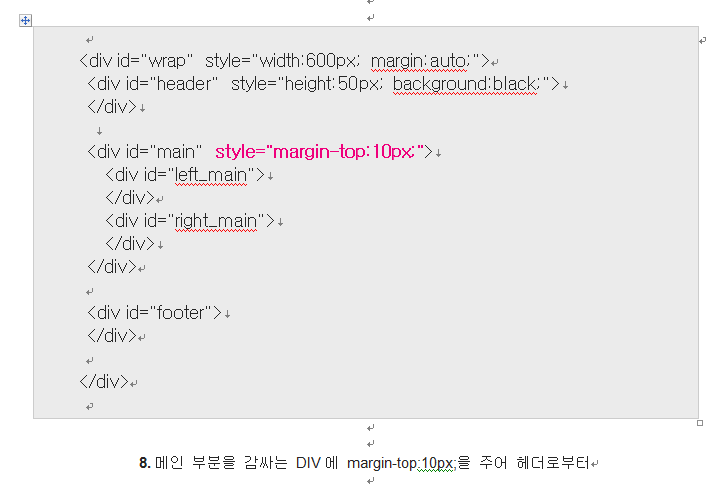 <div id="wrap" style="width:600px; margin:auto;">
<div id="header" style="height:50px; background:black;">
</div>
<div id="main" style="margin-top:10px;">
<div id="left_main">
</div>
<div id="right_main">
</div>
</div>
<div id="footer">
</div>
</div>
8. 메인 부분을 감싸는 DIV에 margin-top:10px;을 주어 헤더로부터